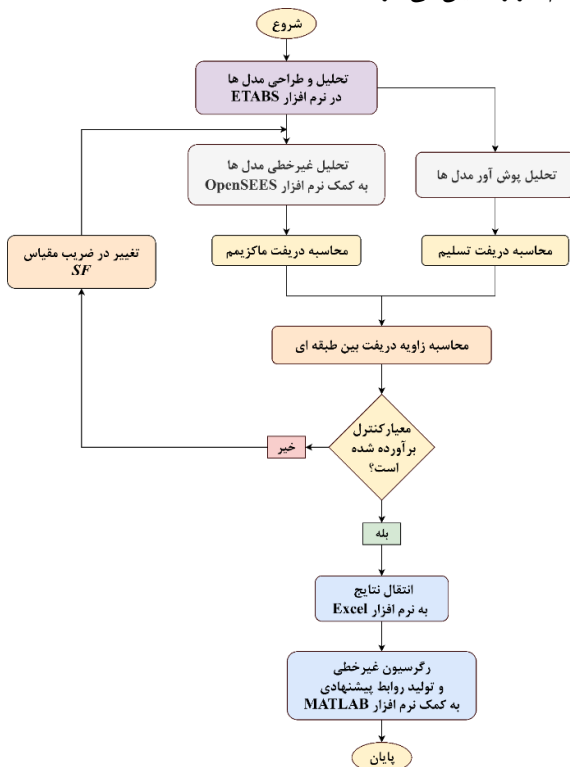 شروع
تحلیل و طراحی مدل ها
در نرم افزار ETABS
تحلیل غیرخطی مدل ها
به کمک نرم افزار OpenSEES
تحلیل پوش آور مدل ها
محاسبه دریفت ماکزیمم
محاسبه دریفت تسلیم
تغییر در ضریب مقیاس
SF
محاسبه زاویه دریفت بین طبقه ای
معیارکنترل
برآورده شده
است؟
خیر
بله
انتقال نتایج
به نرم افزار Excel
رگرسیون غیرخطی
و تولید روابط پیشنهادی
به کمک نرم افزار MATLAB
پایان